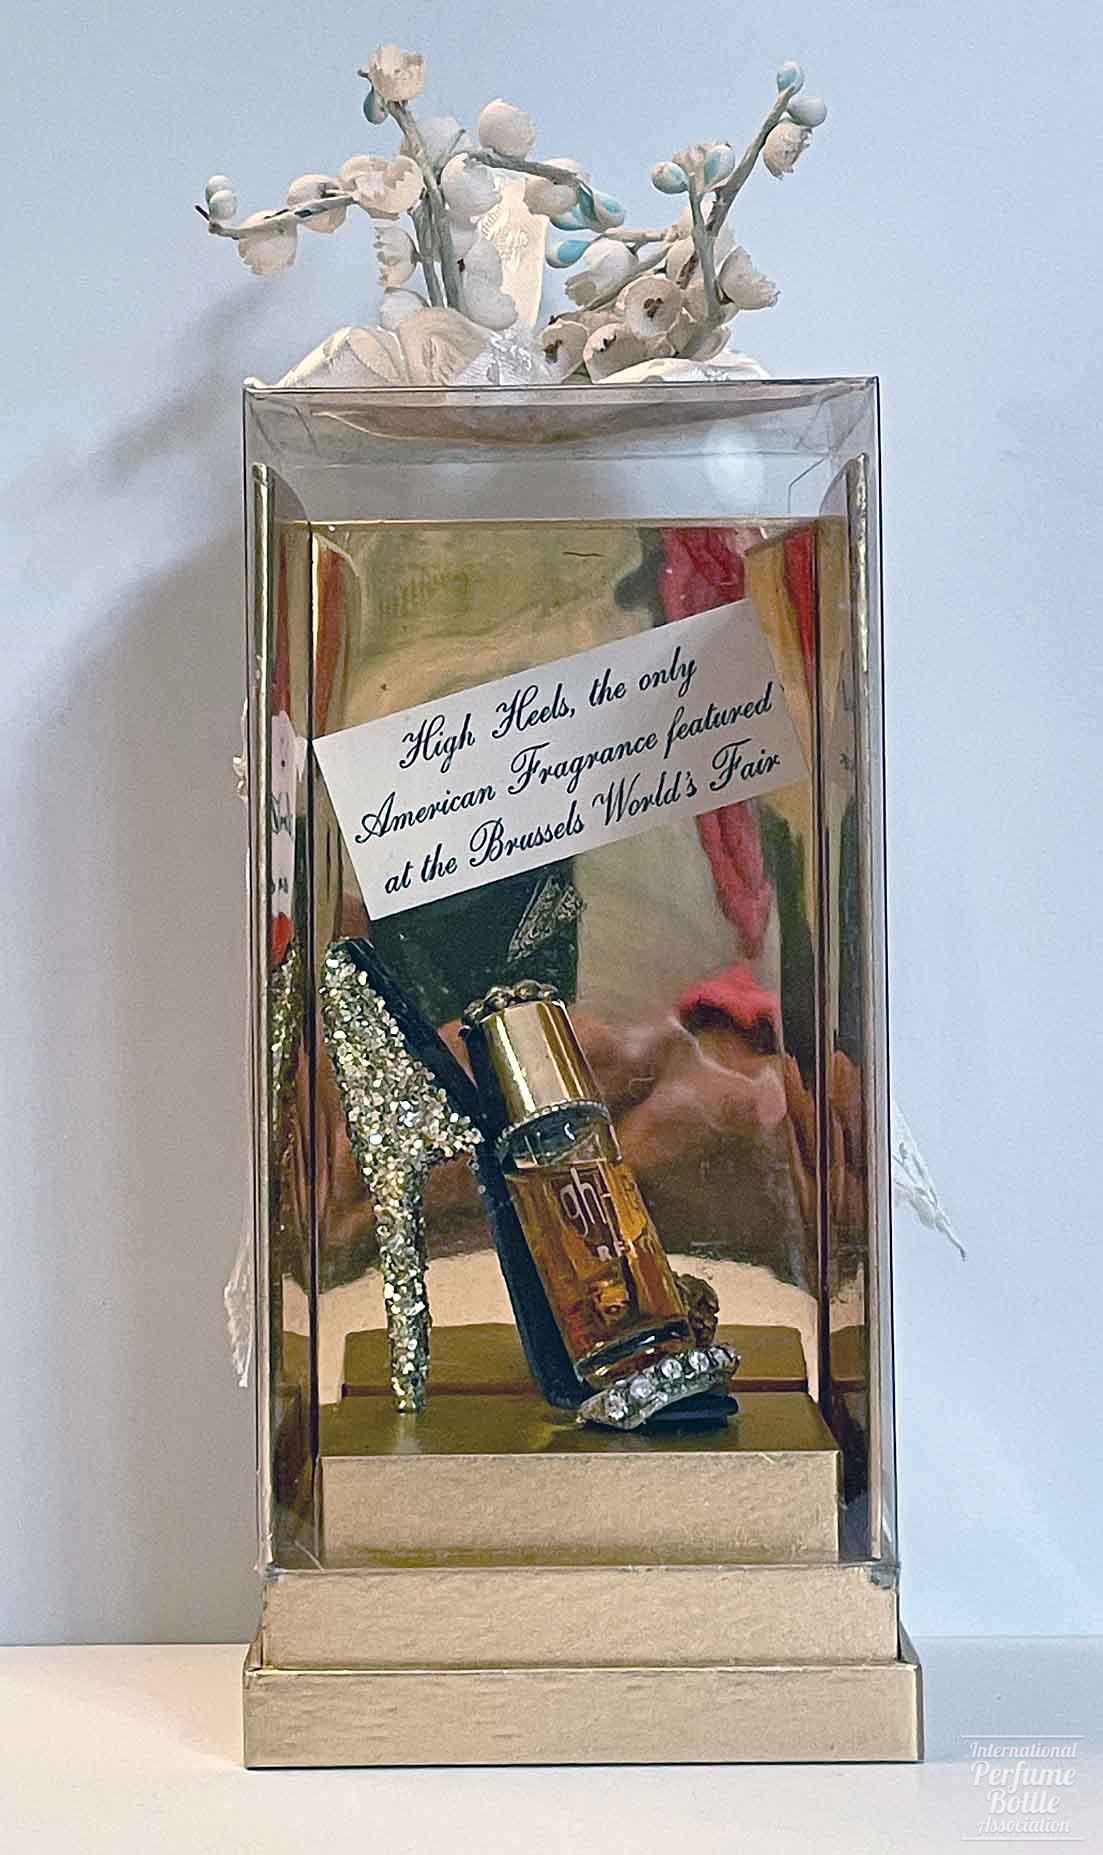 High Heels, the only
American Fragrance featured
at the Brussels World's Fair
International
Perfume
Bottle
Association